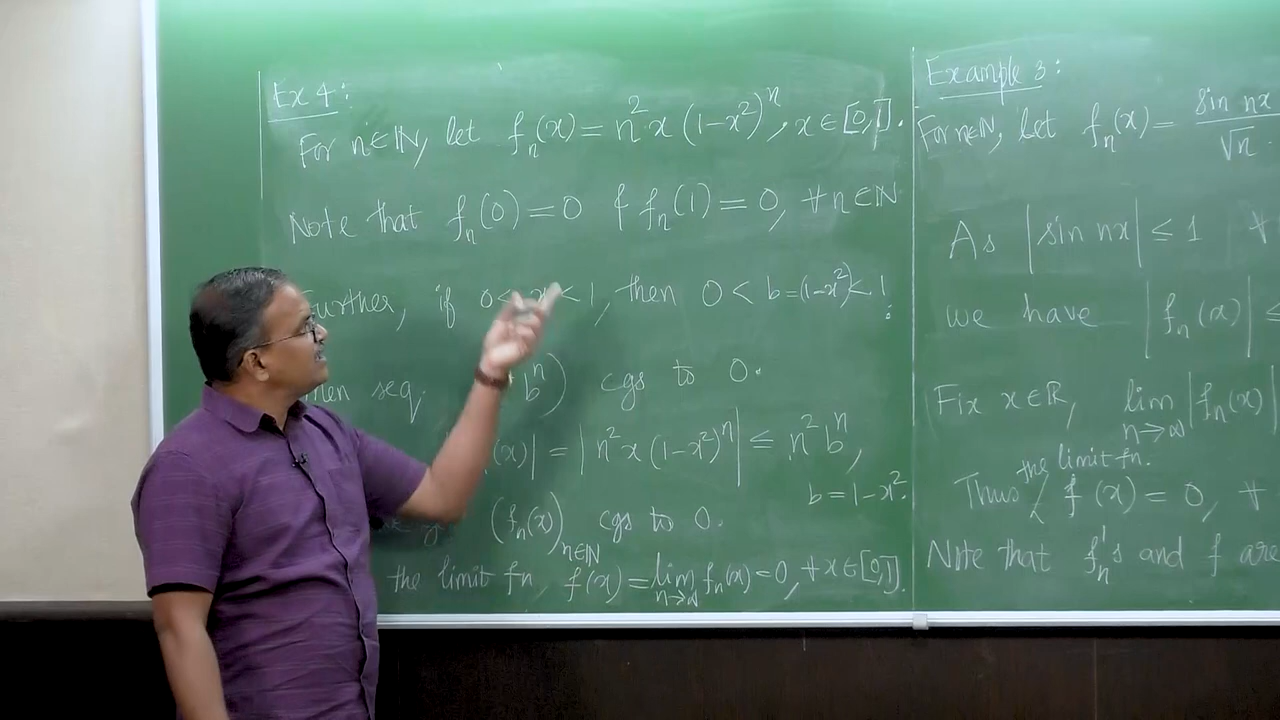 Ex 4:
For n∈ℕ, let fₙ(x) = n²x(1-x²)ⁿ, x∈[0,1].
Note that fₙ(0)=0 & fₙ(1)=0, ∀n∈ℕ
Further, if 0< x <1, then 0 < b=(1-x²)<1.
seq. bⁿ) cgs to 0.
(x)| = |n²x(1-x²)ⁿ| ≤ n²bⁿ,
b=1-x².
(fₙ(x))n∈ℕ cgs to 0.
the limit fn. f(x)=lim n→∞ fₙ(x)=0, ∀x∈[0,1].
Example 3:
For n∈ℕ, let fₙ(x) = sin nx / √n.
As |sin nx| ≤ 1 ∀
we have |fₙ(x)| ≤
Fix x∈ℝ, lim n→∞ |fₙ(x)|
the limit fn.
Thus f(x) = 0, ∀
Note that fₙ's and f are